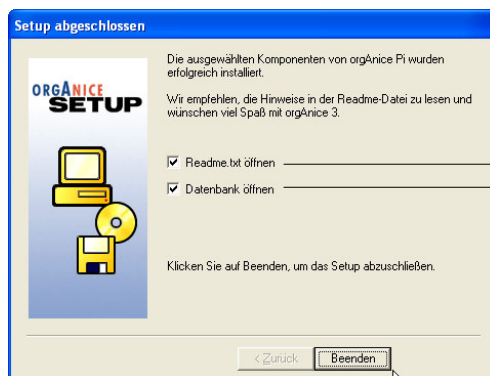 Setup abgeschlossen
ORGANICE
SETUP
Die ausgewählten Komponenten von orgAnice Pi wurden
erfolgreich installiert.
Wir empfehlen, die Hinweise in der Readme-Datei zu lesen und
wünschen viel Spaß mit orgAnice 3.
Readme.txt öffnen
Datenbank öffnen
Klicken Sie auf Beenden, um das Setup abzuschließen.
< Zurück
Beenden